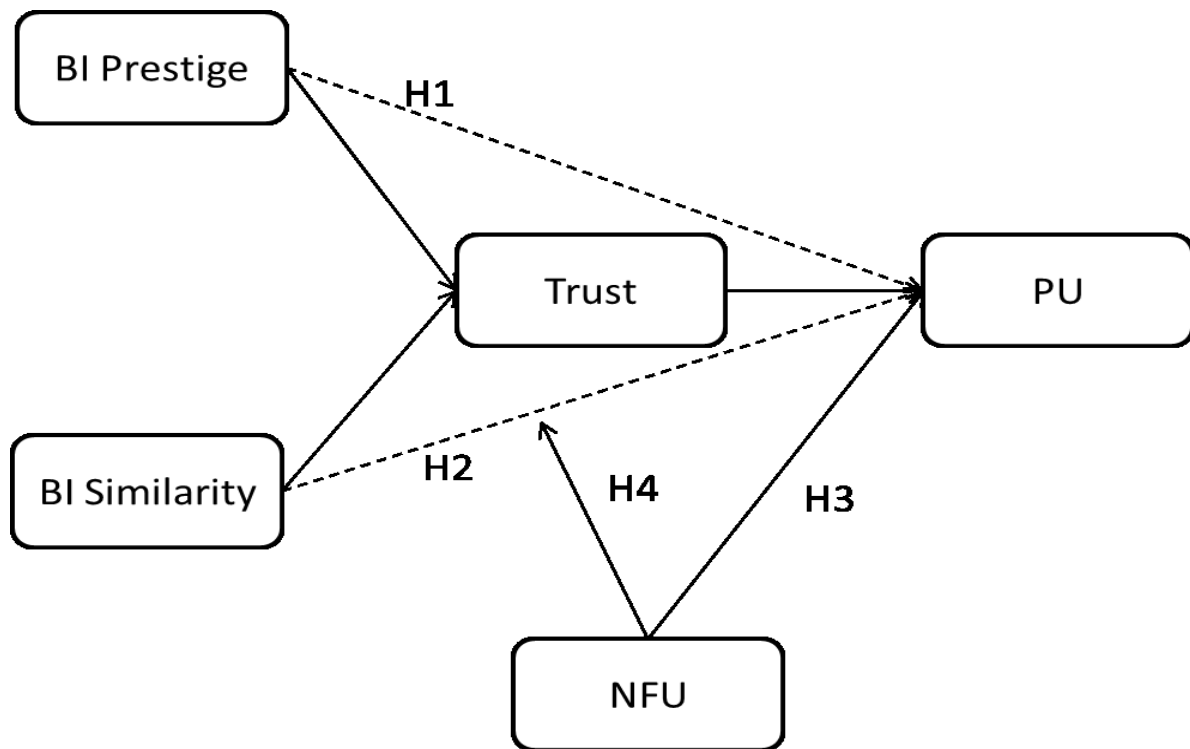 BI Prestige
H1
Trust
PU
H2
BI Similarity
H4
H3
NFU